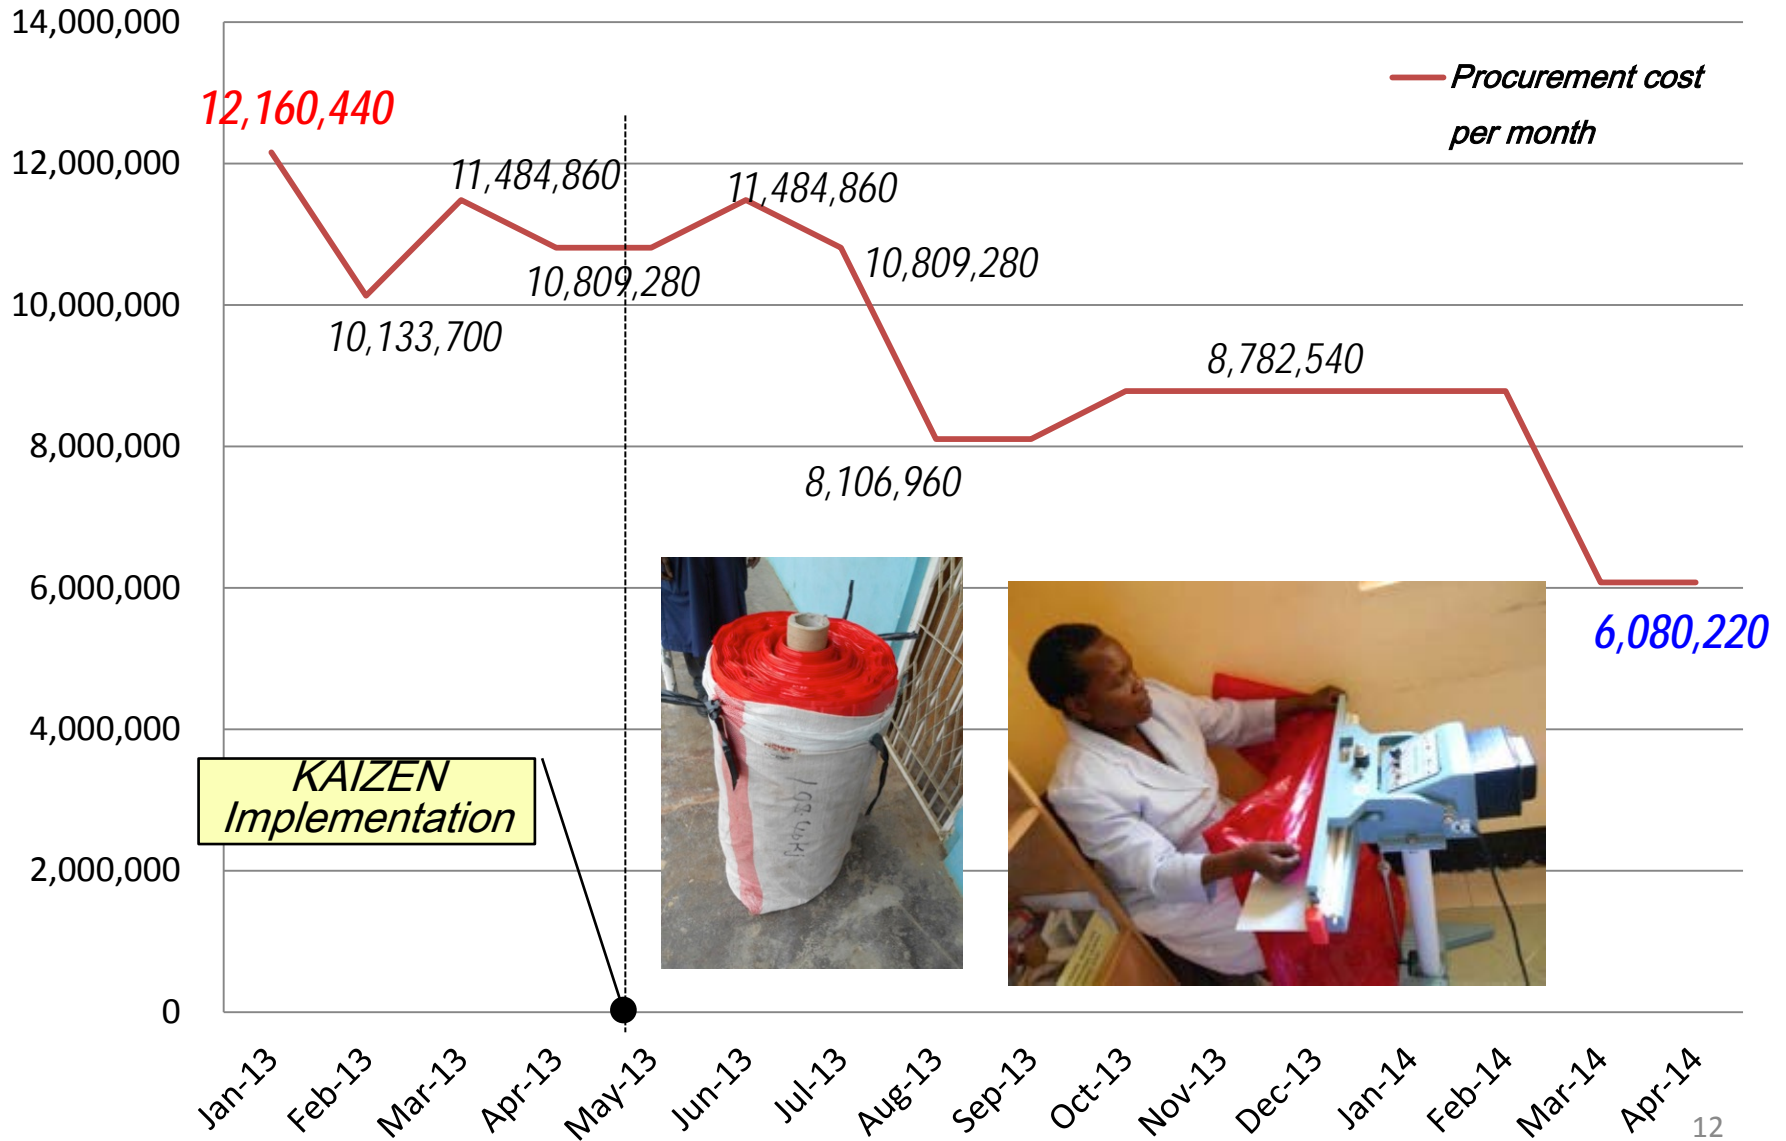 14,000,000
12,000,000
10,000,000
8,000,000
6,000,000
4,000,000
2,000,000
0
Procurement cost
per month
12,160,440
10,133,700
11,484,860
10,809,280
11,484,860
10,809,280
8,106,960
8,782,540
6,080,220
KAIZEN
Implementation
Jan-13
Feb-13
Mar-13
Apr-13
May-13
Jun-13
Jul-13
Aug-13
Sep-13
Oct-13
Nov-13
Dec-13
Jan-14
Feb-14
Mar-14
Apr-14
12